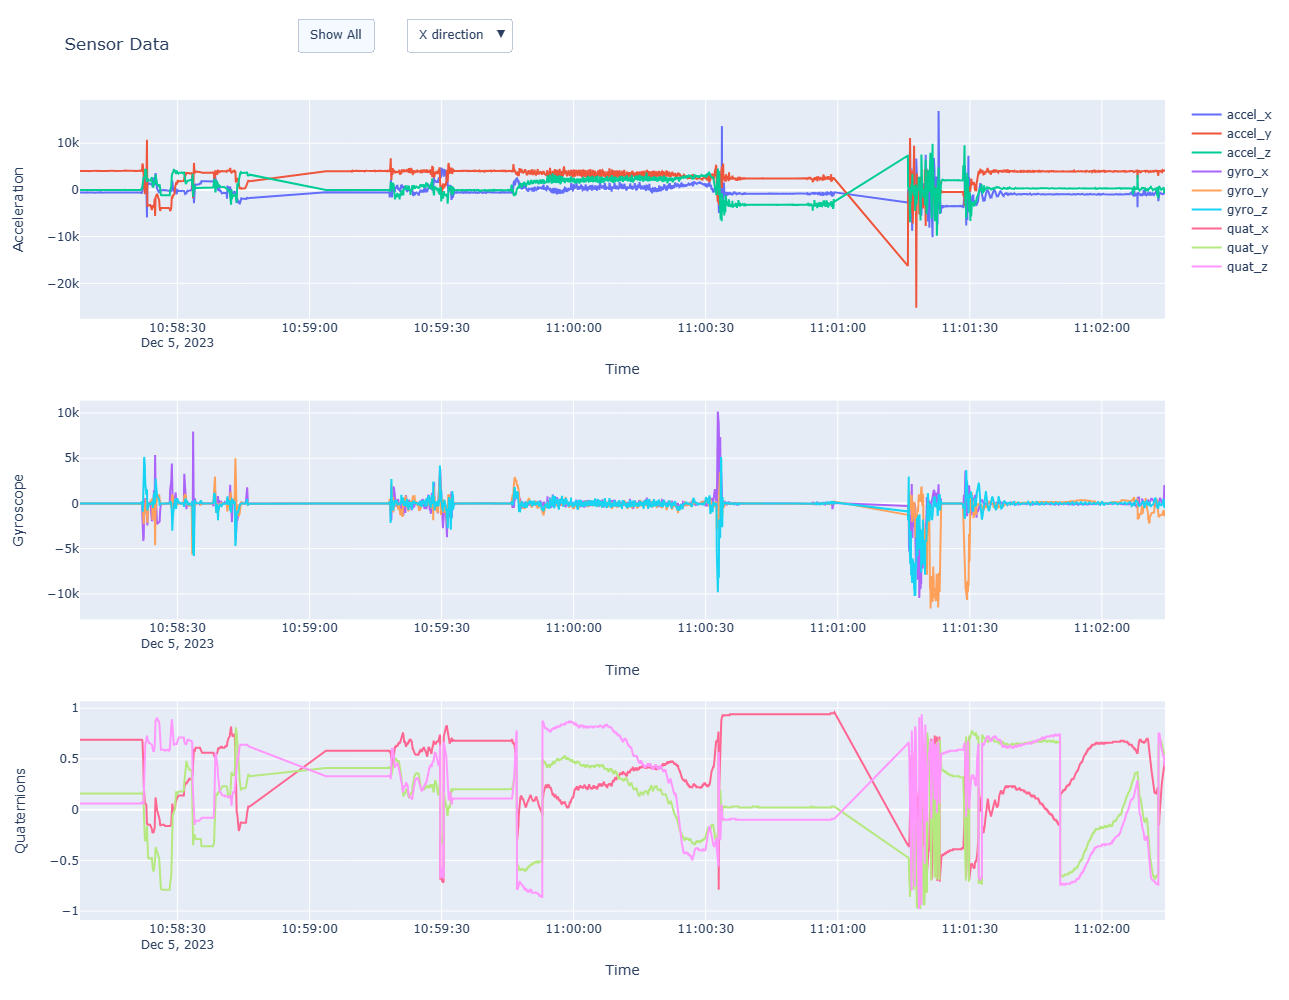 Show All
X direction ▼
Sensor Data
Acceleration
10k
0
−10k
−20k
10:58:30
Dec 5, 2023
10:59:00
10:59:30
11:00:00
11:00:30
11:01:00
11:01:30
11:02:00
Time
accel_x
accel_y
accel_z
gyro_x
gyro_y
gyro_z
quat_x
quat_y
quat_z
Gyroscope
10k
5k
0
−5k
−10k
10:58:30
Dec 5, 2023
10:59:00
10:59:30
11:00:00
11:00:30
11:01:00
11:01:30
11:02:00
Time
Quaternions
1
0.5
0
−0.5
−1
10:58:30
Dec 5, 2023
10:59:00
10:59:30
11:00:00
11:00:30
11:01:00
11:01:30
11:02:00
Time